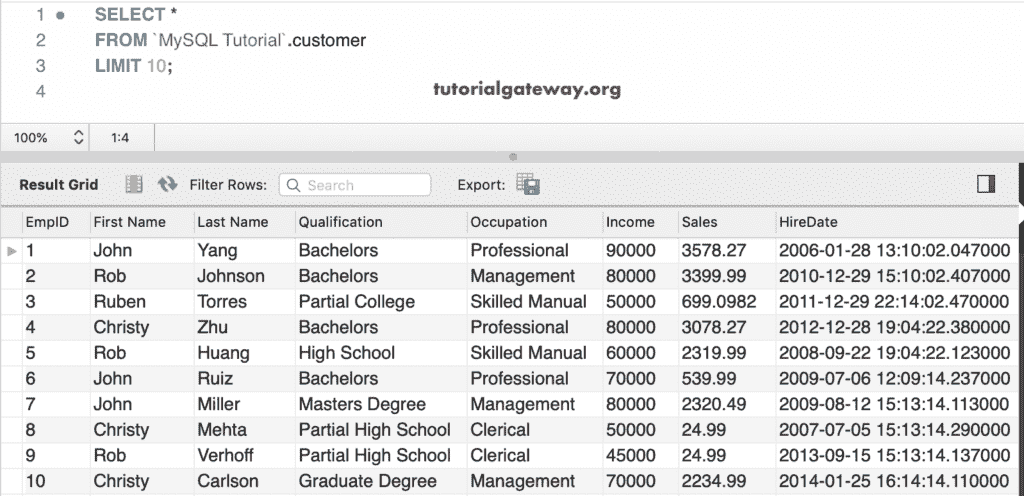 1 SELECT *
2 FROM `MySQL Tutorial`.customer
3 LIMIT 10;
4
tutorialgateway.org
100% 1:4
Result Grid Filter Rows: Search Export:
EmpID First Name Last Name Qualification Occupation Income Sales HireDate
1 John Yang Bachelors Professional 90000 3578.27 2006-01-28 13:10:02.047000
2 Rob Johnson Bachelors Management 80000 3399.99 2010-12-29 15:10:02.407000
3 Ruben Torres Partial College Skilled Manual 50000 699.0982 2011-12-29 22:14:02.470000
4 Christy Zhu Bachelors Professional 80000 3078.27 2012-12-28 19:04:22.380000
5 Rob Huang High School Skilled Manual 60000 2319.99 2008-09-22 19:04:22.123000
6 John Ruiz Bachelors Professional 70000 539.99 2009-07-06 12:09:14.237000
7 John Miller Masters Degree Management 80000 2320.49 2009-08-12 15:13:14.113000
8 Christy Mehta Partial High School Clerical 50000 24.99 2007-07-05 15:13:14.290000
9 Rob Verhoff Partial High School Clerical 45000 24.99 2013-09-15 15:13:14.137000
10 Christy Carlson Graduate Degree Management 70000 2234.99 2014-01-25 16:14:14.110000